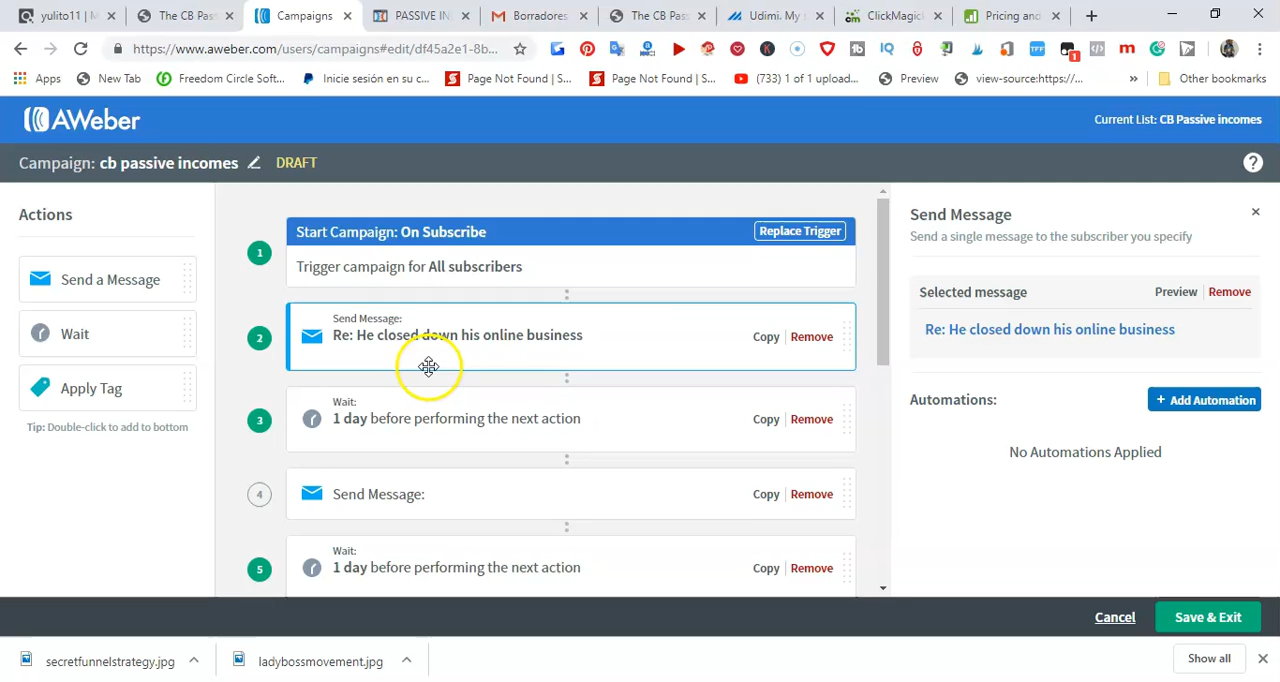 yulito11 | M
The CB Pas
Campaigns
PASSIVE IN
Borradores
The CB Pas
Udimi. My s
ClickMagicl
Pricing and
https://www.aweber.com/users/campaigns#edit/df45a2e1-8b...
Apps
New Tab
Freedom Circle Soft...
Inicie sesión en su c...
Page Not Found | S...
Page Not Found | S...
(733) 1 of 1 upload...
Preview
view-source:https:/...
»
Other bookmarks
AWeber
Current List: CB Passive incomes
Campaign: cb passive incomes
DRAFT
?
Actions
Send a Message
Wait
Apply Tag
Tip: Double-click to add to bottom
1
Start Campaign: On Subscribe
Replace Trigger
Trigger campaign for All subscribers
2
Send Message:
Re: He closed down his online business
Copy | Remove
3
Wait:
1 day before performing the next action
Copy | Remove
4
Send Message:
Copy | Remove
5
Wait:
1 day before performing the next action
Copy | Remove
Send Message
Send a single message to the subscriber you specify
Selected message
Preview | Remove
Re: He closed down his online business
Automations:
+ Add Automation
No Automations Applied
Cancel
Save & Exit
secretfunnelstrategy.jpg
ladybossmovement.jpg
Show all